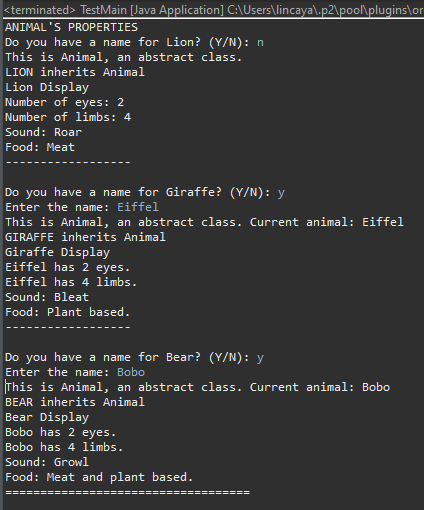 <terminated> TestMain [Java Application] C:\Users\lincaya\.p2\pool\plugins\or
ANIMAL'S PROPERTIES
Do you have a name for Lion? (Y/N): n
This is Animal, an abstract class.
LION inherits Animal
Lion Display
Number of eyes: 2
Number of limbs: 4
Sound: Roar
Food: Meat
------------------
Do you have a name for Giraffe? (Y/N): y
Enter the name: Eiffel
This is Animal, an abstract class. Current animal: Eiffel
GIRAFFE inherits Animal
Giraffe Display
Eiffel has 2 eyes.
Eiffel has 4 limbs.
Sound: Bleat
Food: Plant based.
------------------
Do you have a name for Bear? (Y/N): y
Enter the name: Bobo
This is Animal, an abstract class. Current animal: Bobo
BEAR inherits Animal
Bear Display
Bobo has 2 eyes.
Bobo has 4 limbs.
Sound: Growl
Food: Meat and plant based.
===================================